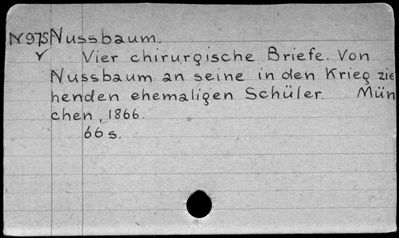 N975 Nussbaum.
✓ Vier chirurgische Briefe. Von
Nussbaum an seine in den Krieg zie
henden ehemaligen Schüler. Mün
chen, 1866.
66 s.